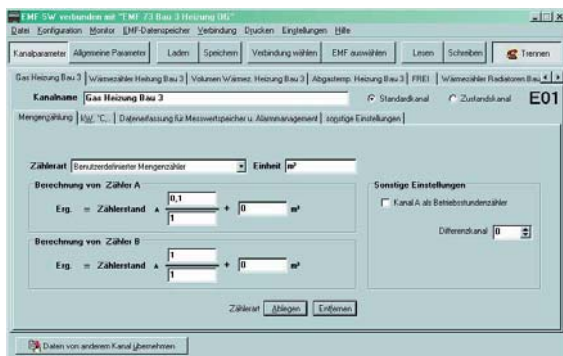 EMF 5W verbunden mit "EMF 73 Bau 3 Heizung OG"
Datei Konfiguration Monitor EMF-Datenspeicher Verbindung Drucken Einstellungen Hilfe
Kanalparameter Allgemeine Parameter Laden Speichern Verbindung wählen EMF auswählen Lesen Schreiben Trennen
Gas Heizung Bau 3 Wärmezähler Heizung Bau 3 Volumen Wärmez. Heizung Bau 3 Abgastemp. Heizung Bau 3 FREI Wärmezähler Radiatoren Bau
Kanalname Gas Heizung Bau 3 Standardkanal Zustandskanal E01
Mengenzählung kW, °C... Datenerfassung für Messwertspeicher u. Alarmmanagement sonstige Einstellungen
Zählerart Benutzerdefinierter Mengenzähler Einheit m³
Berechnung von Zähler A
0,1
Erg. = Zählerstand * + 0 m³
1
Sonstige Einstellungen
Kanal A als Betriebsstundenzähler
Differenzkanal 0
Berechnung von Zähler B
1
Erg. = Zählerstand * + 0 m³
1
Zählerart Ablegen Entfernen
Daten von anderem Kanal übernehmen